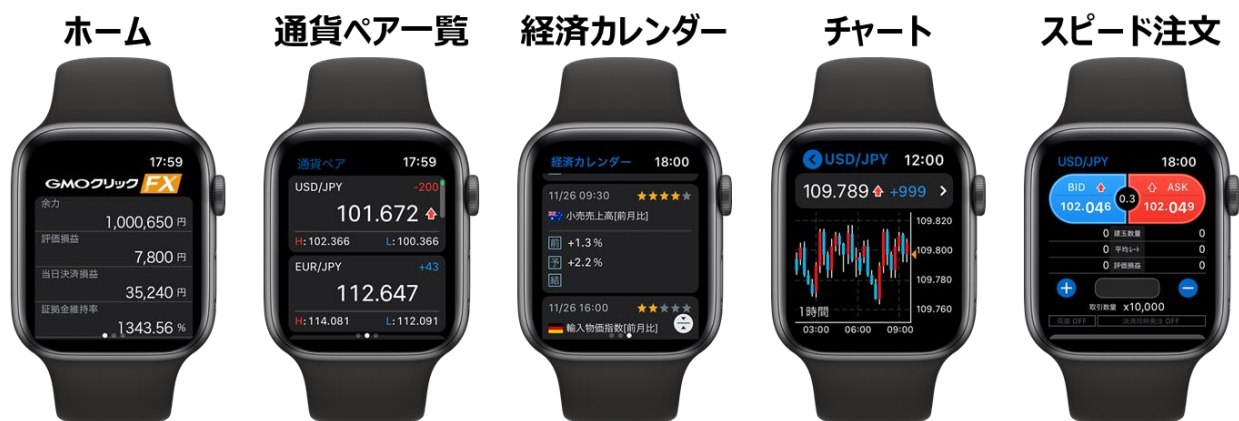 ホーム
通貨ペア一覧
経済カレンダー
チャート
スピード注文
17:59
GMOクリック FX
余力
1,000,650 円
評価損益
7,800 円
当日決済損益
35,240 円
証拠金維持率
1343.56 %
通貨ペア 17:59
USD/JPY -200
101.672
H:102.366 L:100.366
EUR/JPY +43
112.647
H:114.081 L:112.091
経済カレンダー 18:00
11/26 09:30 ★★★★★
小売売上高[前月比]
前 +1.3 %
予 +2.2 %
結
11/26 16:00 ★★★★★
輸入物価指数[前月比]
USD/JPY 12:00
109.789 +999
109.820
109.800
109.780
109.760
1時間
03:00 06:00 09:00
USD/JPY 18:00
BID ASK
102.046 0.3 102.049
0 建玉数量 0
0 平均レート 0
0 評価損益 0
取引数量 x10,000
両建 OFF 決済同時発注 OFF